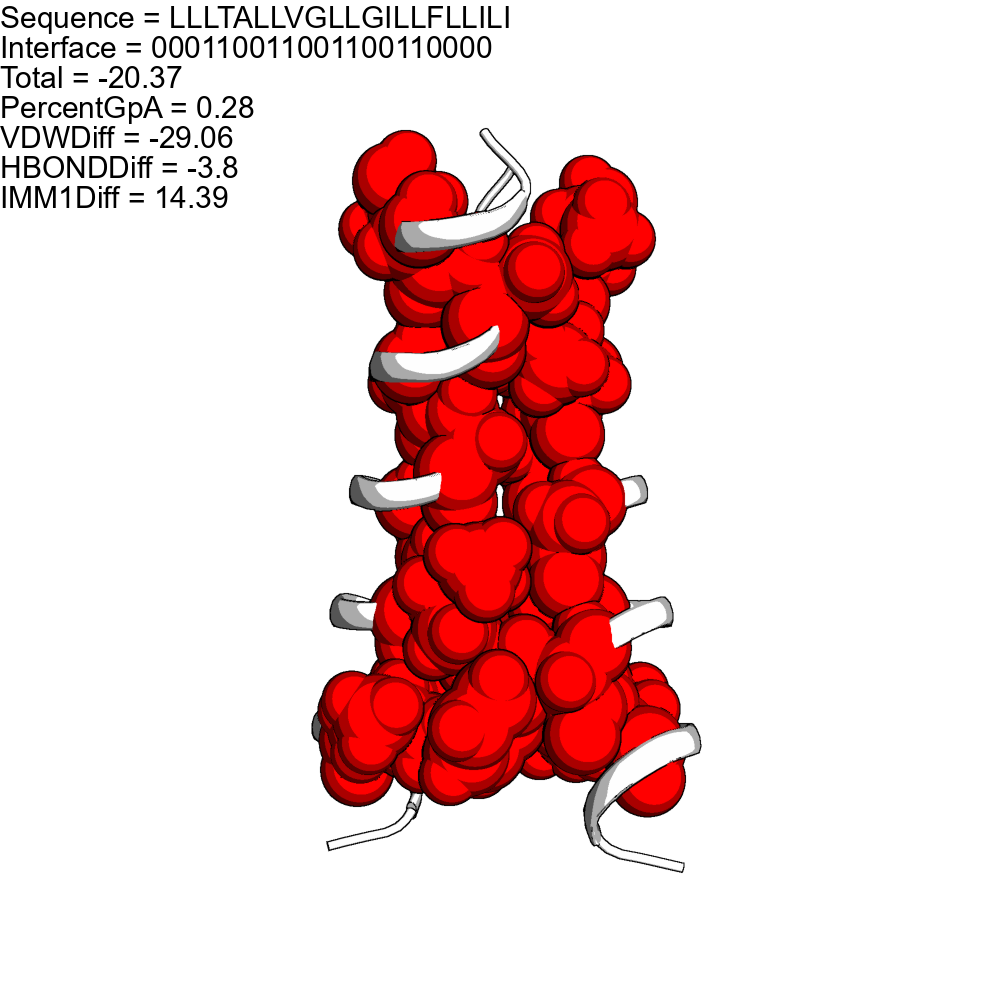 Sequence = LLLTALLVGLLGILLFLLILI
Interface = 000110011001100110000
Total = -20.37
PercentGpA = 0.28
VDWDiff = -29.06
HBONDDiff = -3.8
IMM1Diff = 14.39